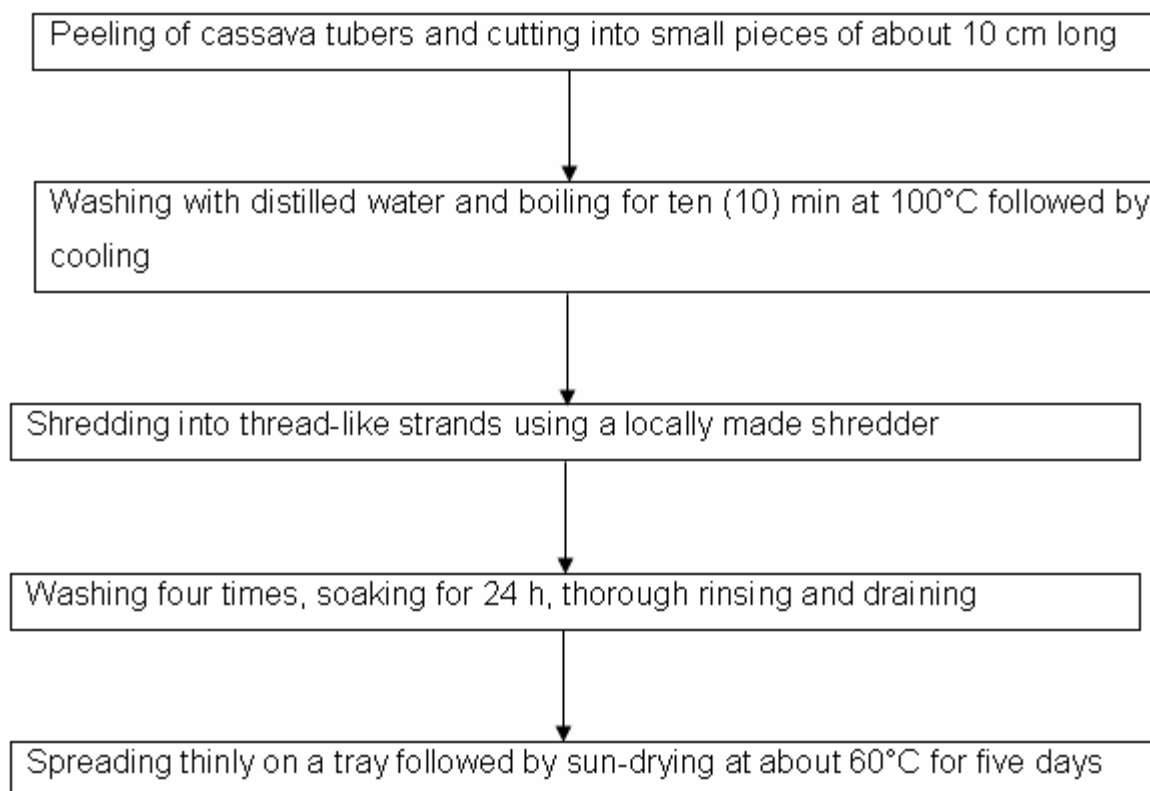 Peeling of cassava tubers and cutting into small pieces of about 10 cm long
Washing with distilled water and boiling for ten (10) min at 100°C followed by
cooling
Shredding into thread-like strands using a locally made shredder
Washing four times, soaking for 24 h, thorough rinsing and draining
Spreading thinly on a tray followed by sun-drying at about 60°C for five days